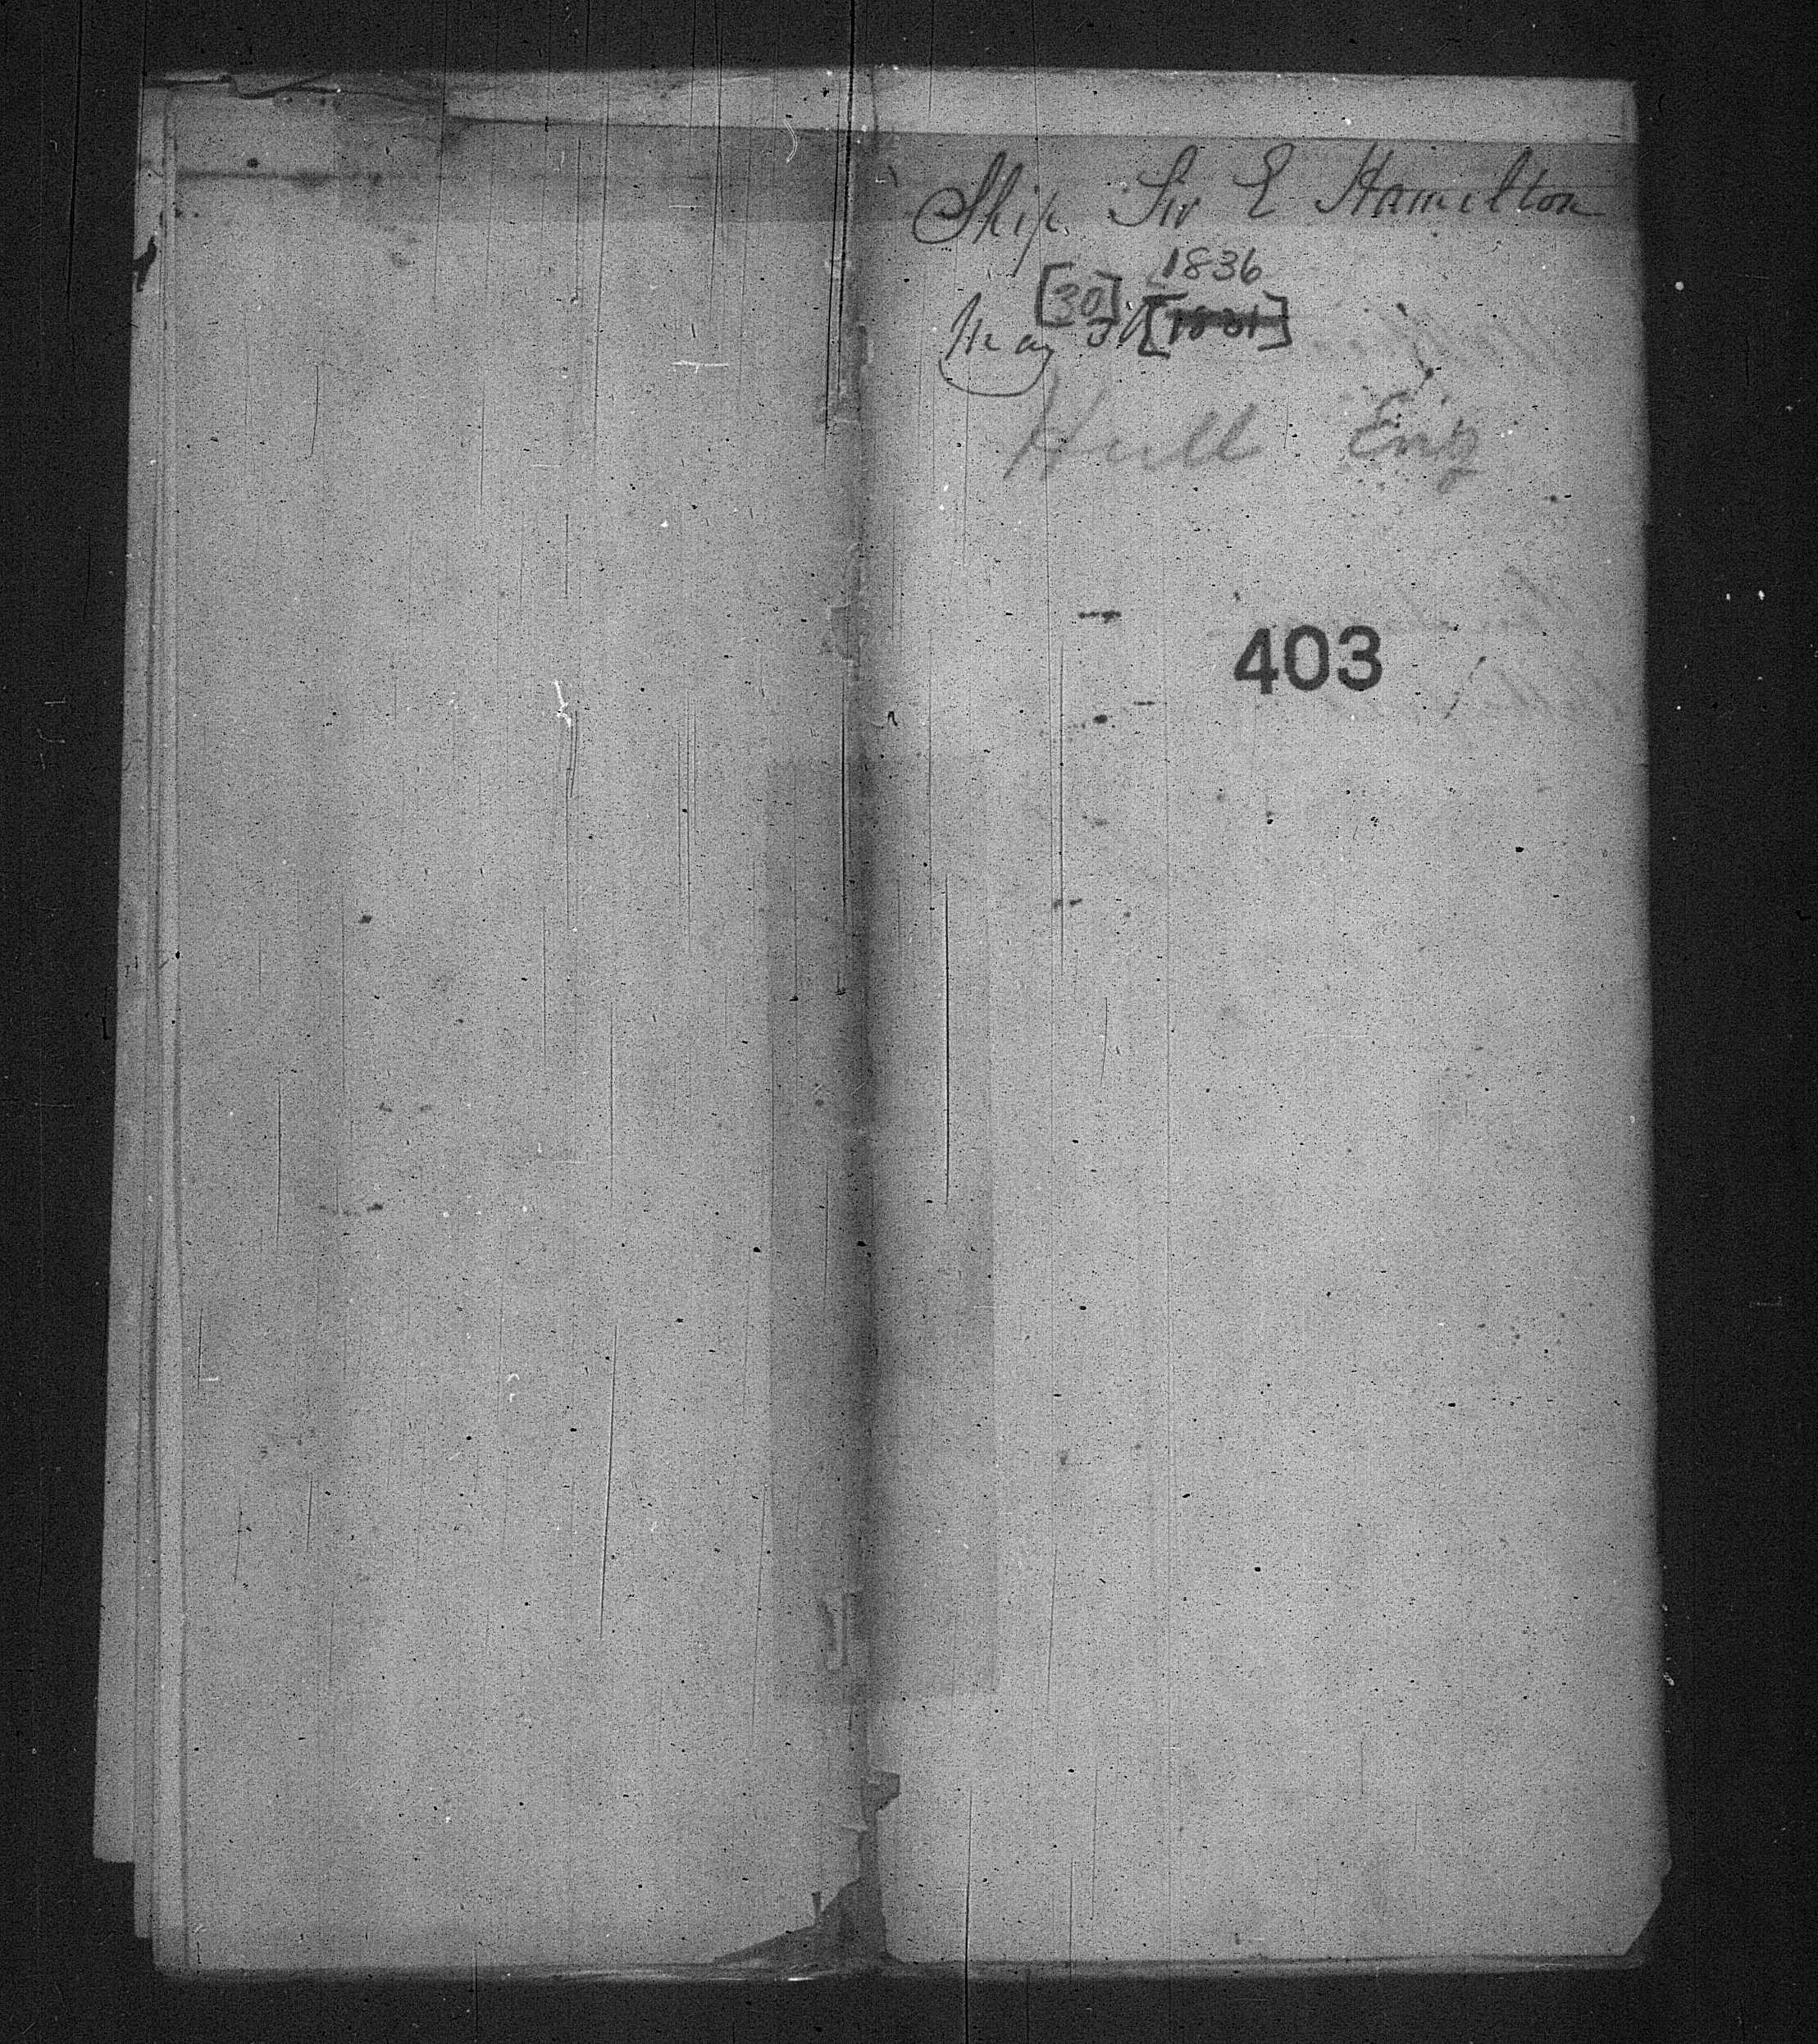 Ship Sir E Hamilton
1836
[30]
May 30 [1831]
Hull Eng
403